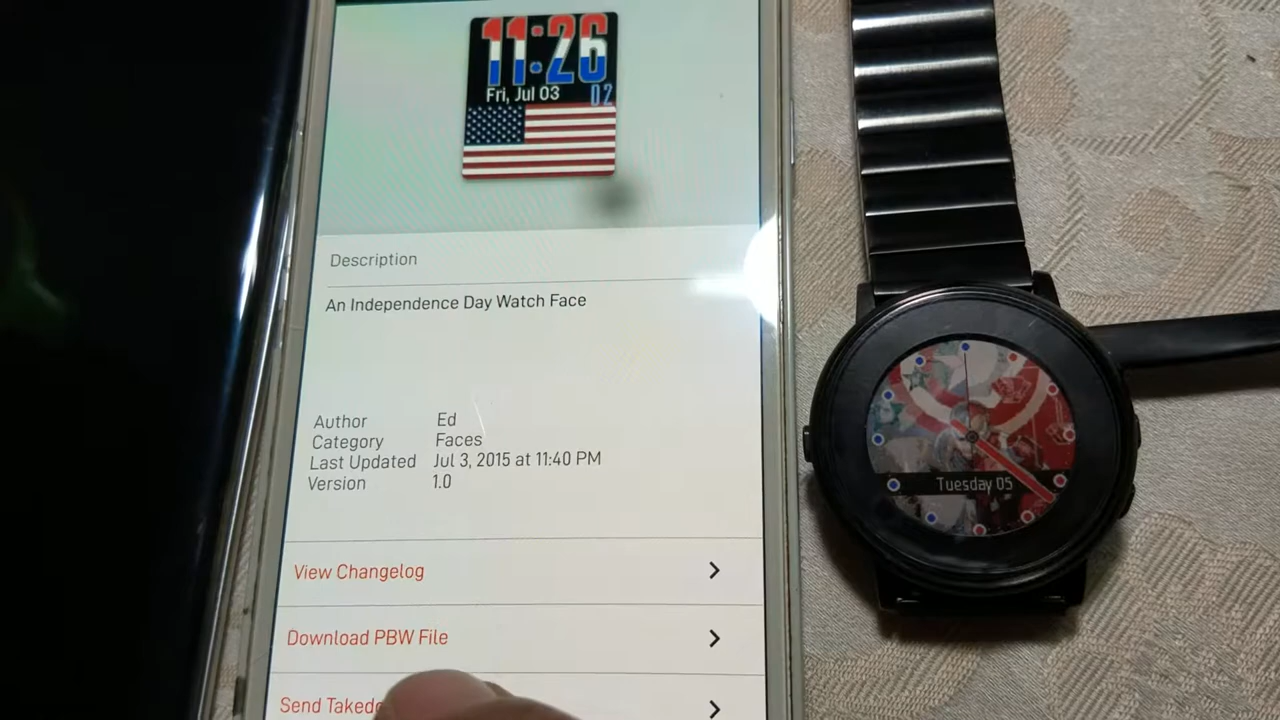 11:26
Fri, Jul 03
02
Description
An Independence Day Watch Face
Author Ed
Category Faces
Last Updated Jul 3, 2015 at 11:40 PM
Version 1.0
View Changelog
Download PBW File
Send
Tuesday 05